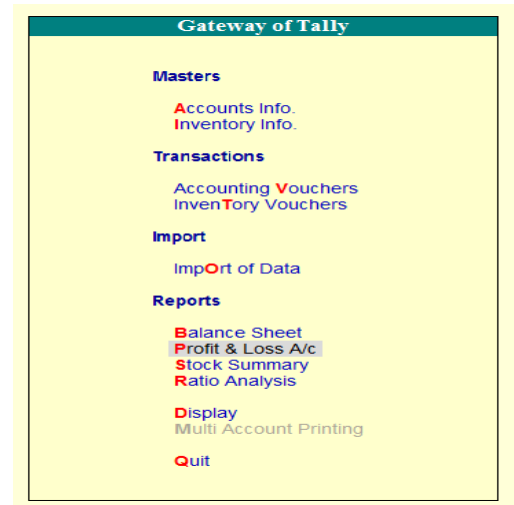 Gateway of Tally
Masters
Accounts Info.
Inventory Info.
Transactions
Accounting Vouchers
InvenTory Vouchers
Import
ImpOrt of Data
Reports
Balance Sheet
Profit & Loss A/c
Stock Summary
Ratio Analysis
Display
Multi Account Printing
Quit